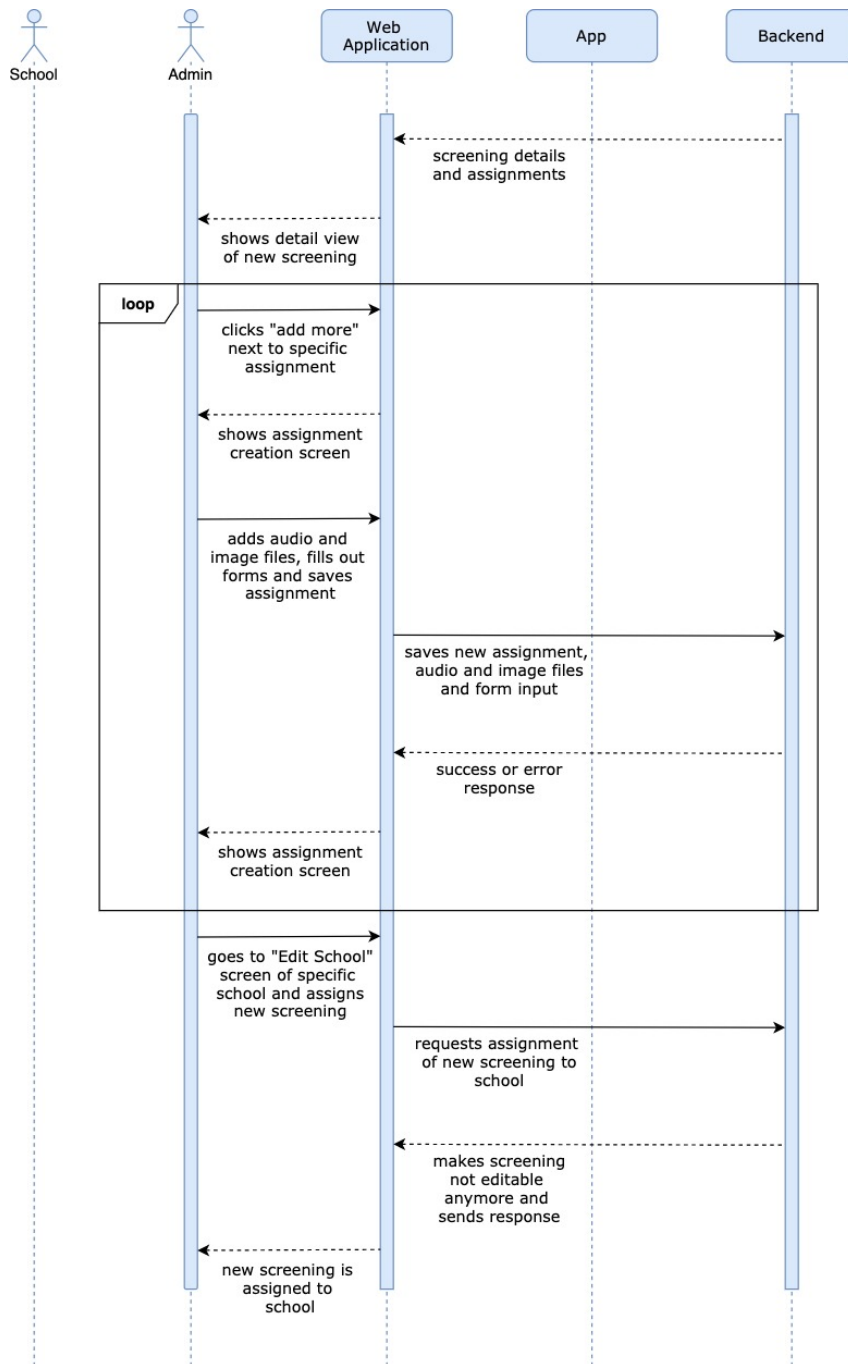 School
Admin
Web
Application
App
Backend
screening details
and assignments
shows detail view
of new screening
loop
clicks "add more"
next to specific
assignment
shows assignment
creation screen
adds audio and
image files, fills out
forms and saves
assignment
saves new assignment,
audio and image files
and form input
success or error
response
shows assignment
creation screen
goes to "Edit School"
screen of specific
school and assigns
new screening
requests assignment
of new screening to
school
makes screening
not editable
anymore and
sends response
new screening is
assigned to
school